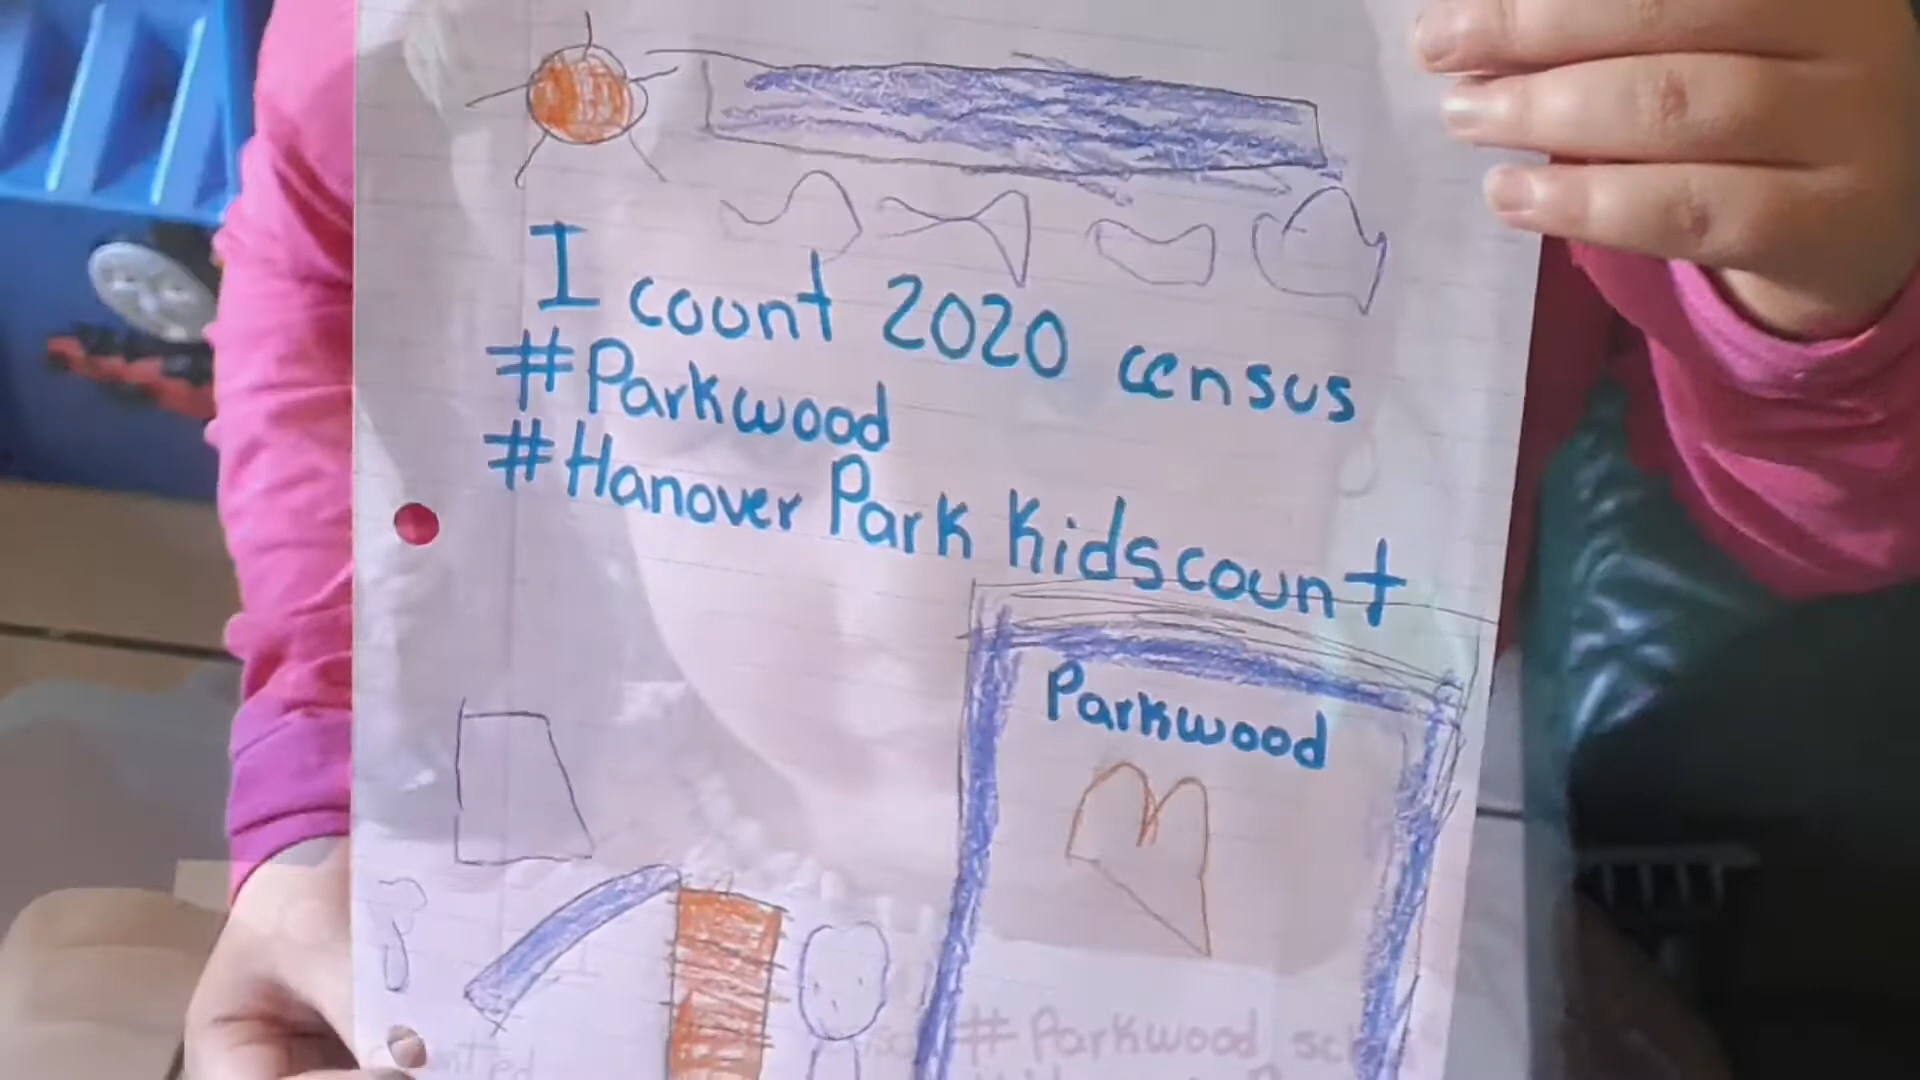 I count 2020 census
#Parkwood
#Hanover Park Kidscount
Parkwood
# Parkwood